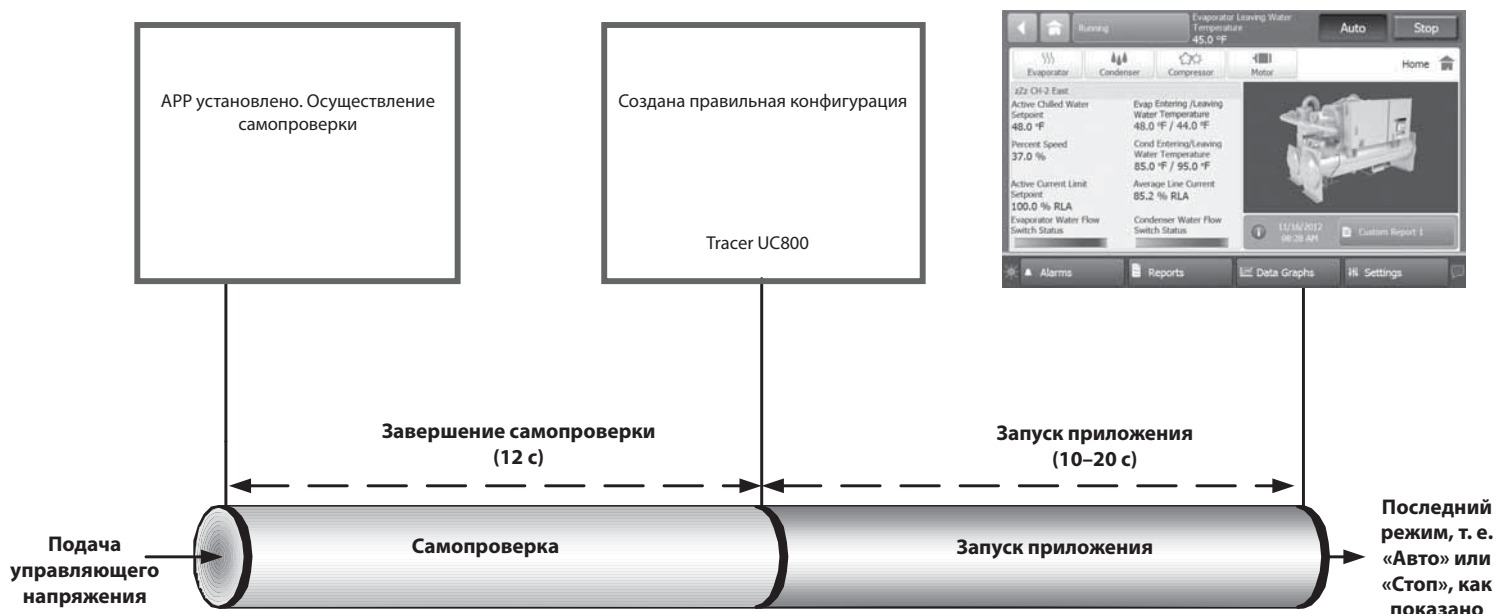 APP установлено. Осуществление
самопроверки
Создана правильная конфигурация
Tracer UC800
Running
Evaporator Leaving Water
Temperature
45.0 °F
Auto
Stop
Evaporator
Condenser
Compressor
Motor
Home
zZz CH-2 East
Active Chilled Water
Setpoint
48.0 °F
Evap Entering /Leaving
Water Temperature
48.0 °F / 44.0 °F
Percent Speed
37.0 %
Cond Entering/Leaving
Water Temperature
85.0 °F / 95.0 °F
Active Current Limit
Setpoint
100.0 % RLA
Average Line Current
85.2 % RLA
Evaporator Water Flow
Switch Status
Condenser Water Flow
Switch Status
11/16/2012
08:28 AM
Custom Report 1
Alarms
Reports
Data Graphs
Settings
Завершение самопроверки
(12 с)
Запуск приложения
(10–20 с)
Подача
управляющего
напряжения
Самопроверка
Запуск приложения
Последний
режим, т. е.
«Авто» или
«Стоп», как
показано